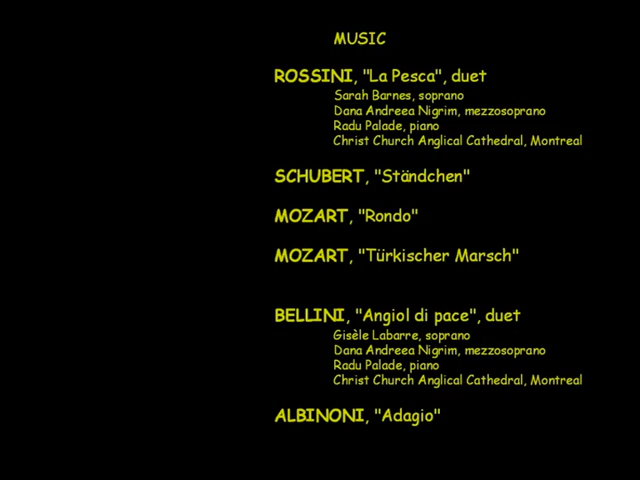 MUSIC
ROSSINI, "La Pesca", duet
Sarah Barnes, soprano
Dana Andreea Nigrim, mezzosoprano
Radu Palade, piano
Christ Church Anglical Cathedral, Montreal
SCHUBERT, "Ständchen"
MOZART, "Rondo"
MOZART, "Türkischer Marsch"
BELLINI, "Angiol di pace", duet
Gisèle Labarre, soprano
Dana Andreea Nigrim, mezzosoprano
Radu Palade, piano
Christ Church Anglical Cathedral, Montreal
ALBINONI, "Adagio"